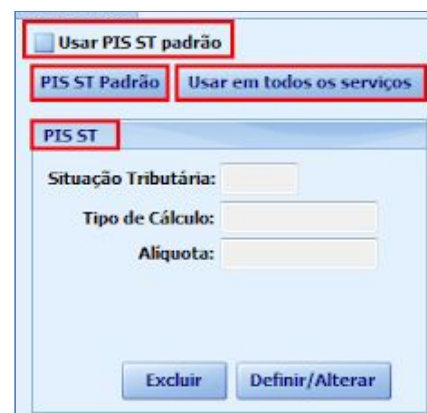 Usar PIS ST padrão
PIS ST Padrão Usar em todos os serviços
PIS ST
Situação Tributária:
Tipo de Cálculo:
Alíquota:
Excluir Definir/Alterar